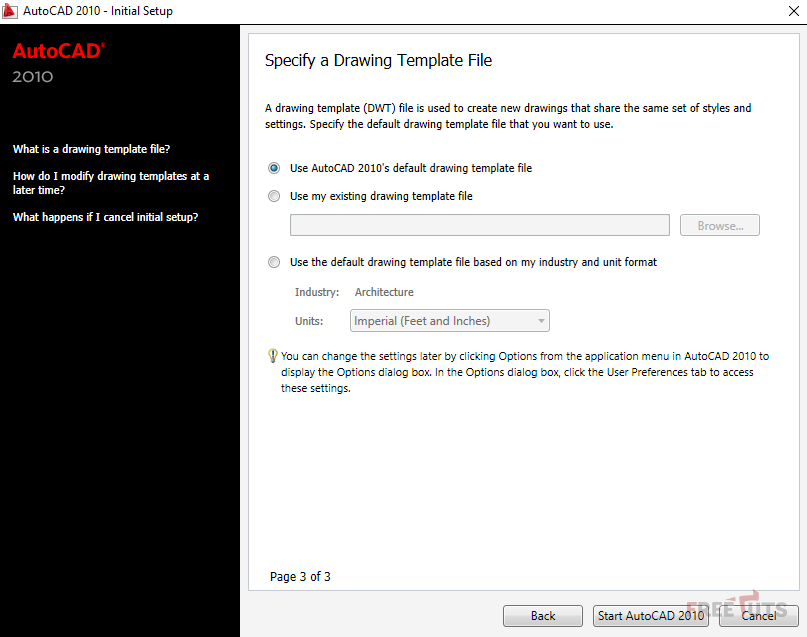 AutoCAD 2010 - Initial Setup
AutoCAD®
2010
What is a drawing template file?
How do I modify drawing templates at a
later time?
What happens if I cancel initial setup?
Specify a Drawing Template File
A drawing template (DWT) file is used to create new drawings that share the same set of styles and
settings. Specify the default drawing template file that you want to use.
Use AutoCAD 2010's default drawing template file
Use my existing drawing template file
Browse...
Use the default drawing template file based on my industry and unit format
Industry: Architecture
Units: Imperial (Feet and Inches)
You can change the settings later by clicking Options from the application menu in AutoCAD 2010 to
display the Options dialog box. In the Options dialog box, click the User Preferences tab to access
these settings.
Page 3 of 3
Back Start AutoCAD 2010 Cancel
FREE TUTS